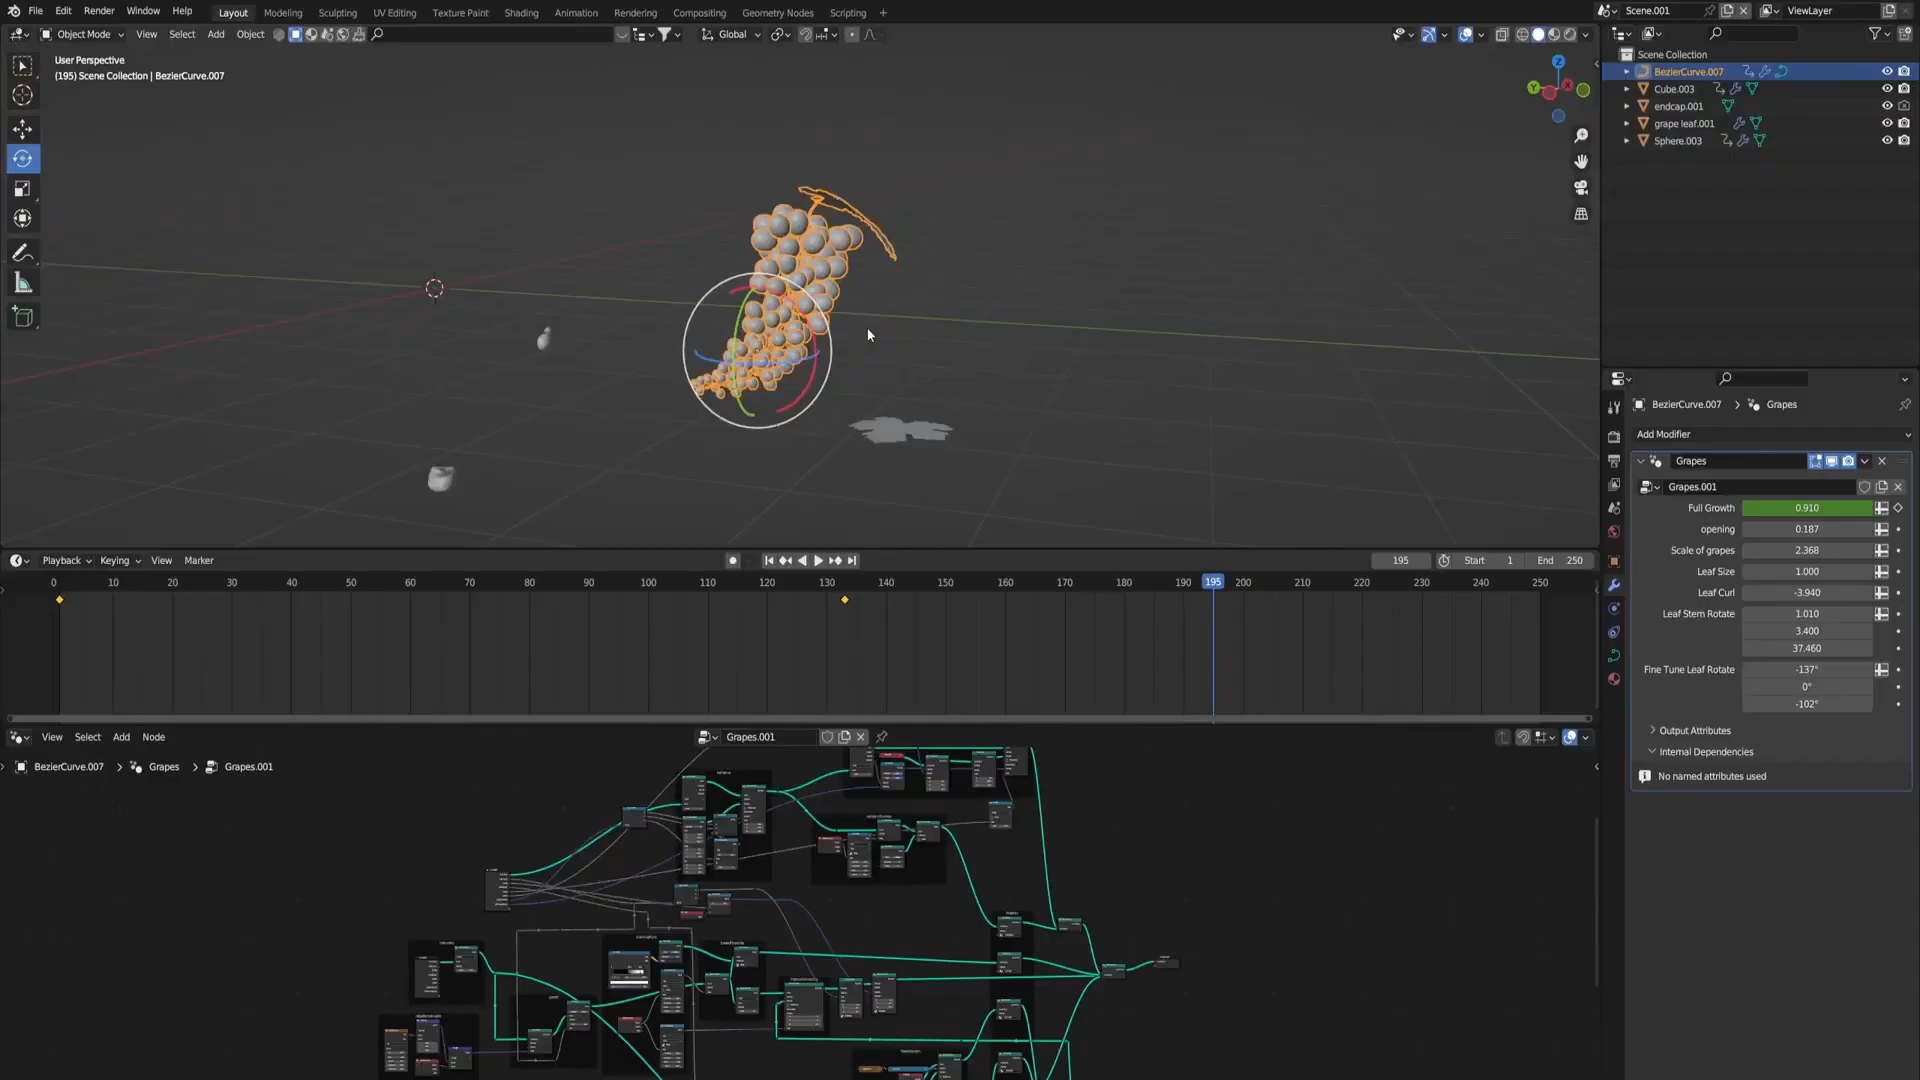 File Edit Render Window Help Layout Modeling Sculpting UV Editing Texture Paint Shading Animation Rendering Compositing Geometry Nodes Scripting + Scene.001 ViewLayer
Object Mode View Select Add Object Global
User Perspective
(195) Scene Collection | BezierCurve.007
Z
Y
X
Scene Collection
BezierCurve.007
Cube.003
endcap.001
grape leaf.001
Sphere.003
BezierCurve.007 > Grapes
Add Modifier
Grapes
Grapes.001
Full Growth 0.910
opening 0.187
Scale of grapes 2.368
Leaf Size 1.000
Leaf Curl -3.940
Leaf Stem Rotate 1.010
3.400
37.460
Fine Tune Leaf Rotate -137°
0°
-102°
Output Attributes
Internal Dependencies
No named attributes used
Playback Keying View Marker 195 Start 1 End 250
0 10 20 30 40 50 60 70 80 90 100 110 120 130 140 150 160 170 180 190 195 200 210 220 230 240 250
View Select Add Node Grapes.001
BezierCurve.007 > Grapes > Grapes.001